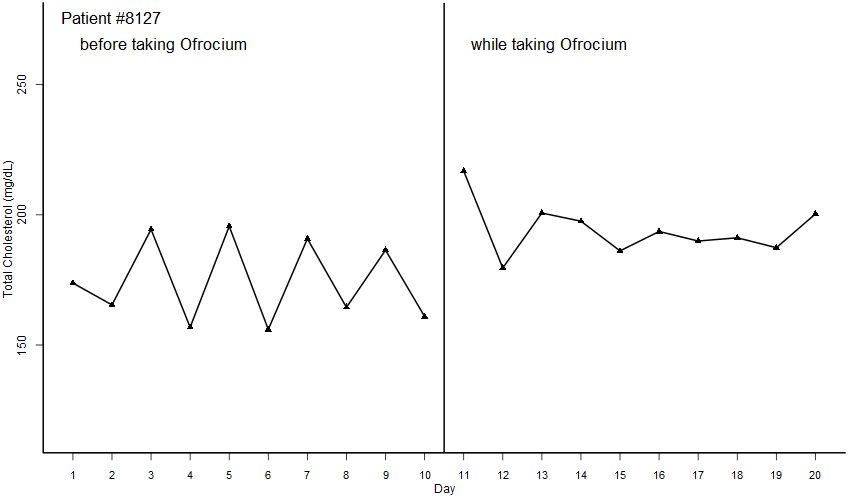 Patient #8127
before taking Ofrocium
while taking Ofrocium
Total Cholesterol (mg/dL)
250
200
150
1 2 3 4 5 6 7 8 9 10 11 12 13 14 15 16 17 18 19 20
Day